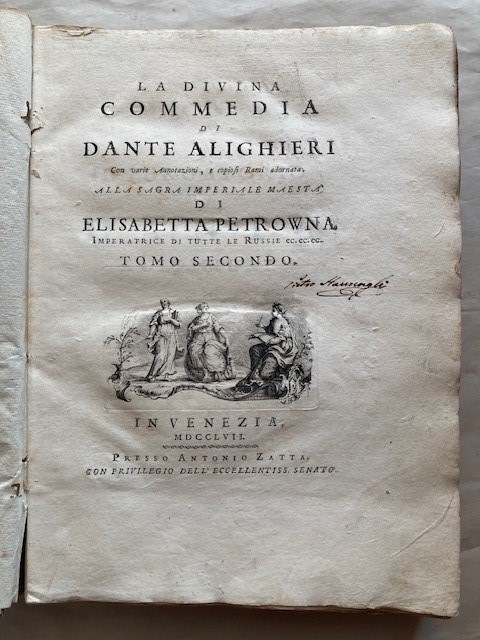 LA DIVINA
COMMEDIA
DI
DANTE ALIGHIERI
Con varie Annotazioni, e copiosi Rami adornata.
ALLA SAGRA IMPERIALE MAESTA'
DI
ELISABETTA PETROWNA.
IMPERATRICE DI TUTTE LE RUSSIE ec. ec. ec.
TOMO SECONDO.
IN VENEZIA,
MDCCLVII.
PRESSO ANTONIO ZATTA.
CON PRIVILEGIO DELL' ECCELLENTISS. SENATO.